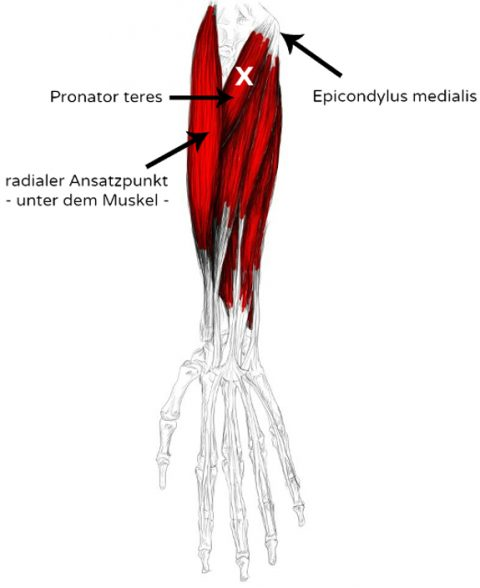 X
Pronator teres
Epicondylus medialis
radialer Ansatzpunkt
- unter dem Muskel -